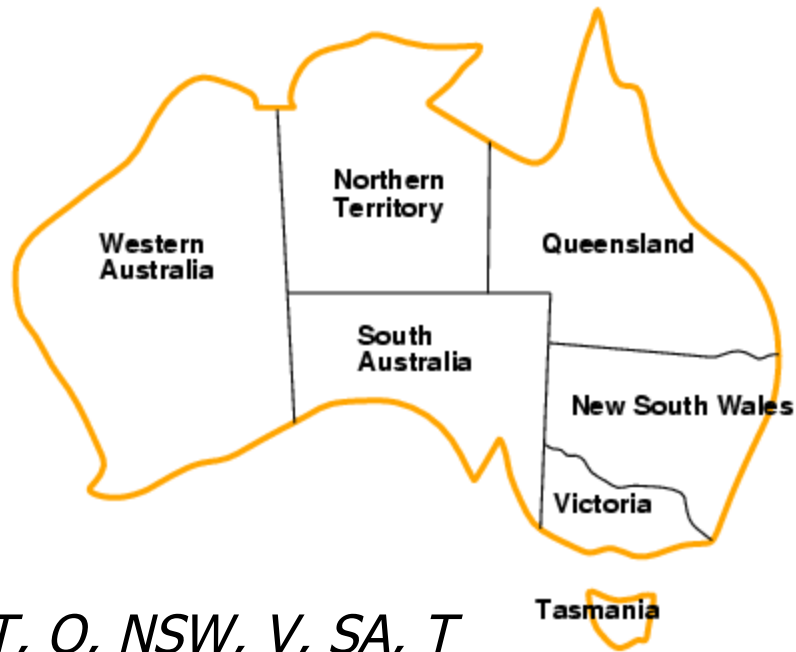 Northern
Territory
Western
Australia
Queensland
South
Australia
New South Wales
Victoria
Tasmania
T, Q, NSW, V, SA, T